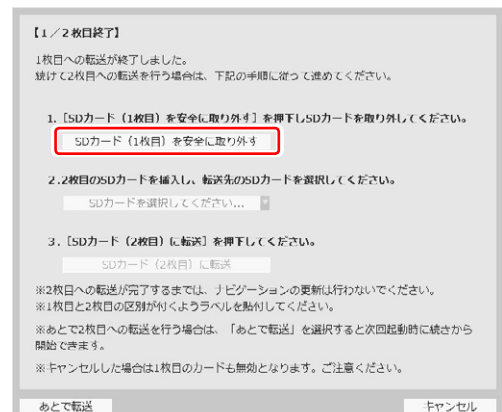 【1／2枚目終了】
1枚目への転送が終了しました。
続けて2枚目への転送を行う場合は、下記の手順に従って進めてください。
1.［SDカード（1枚目）を安全に取り外す］を押下しSDカードを取り外してください。
SDカード（1枚目）を安全に取り外す
2.2枚目のSDカードを挿入し、転送先のSDカードを選択してください。
SDカードを選択してください...
3.［SDカード（2枚目）に転送］を押下してください。
SDカード（2枚目）に転送
※2枚目への転送が完了するまでは、ナビゲーションの更新は行わないでください。
※1枚目と2枚目の区別が付くようラベルを貼付してください。
※あとで2枚目への転送を行う場合は、「あとで転送」を選択すると次回起動時に続きから
開始できます。
※キャンセルした場合は1枚目のカードも無効となります。ご注意ください。
あとで転送
キャンセル